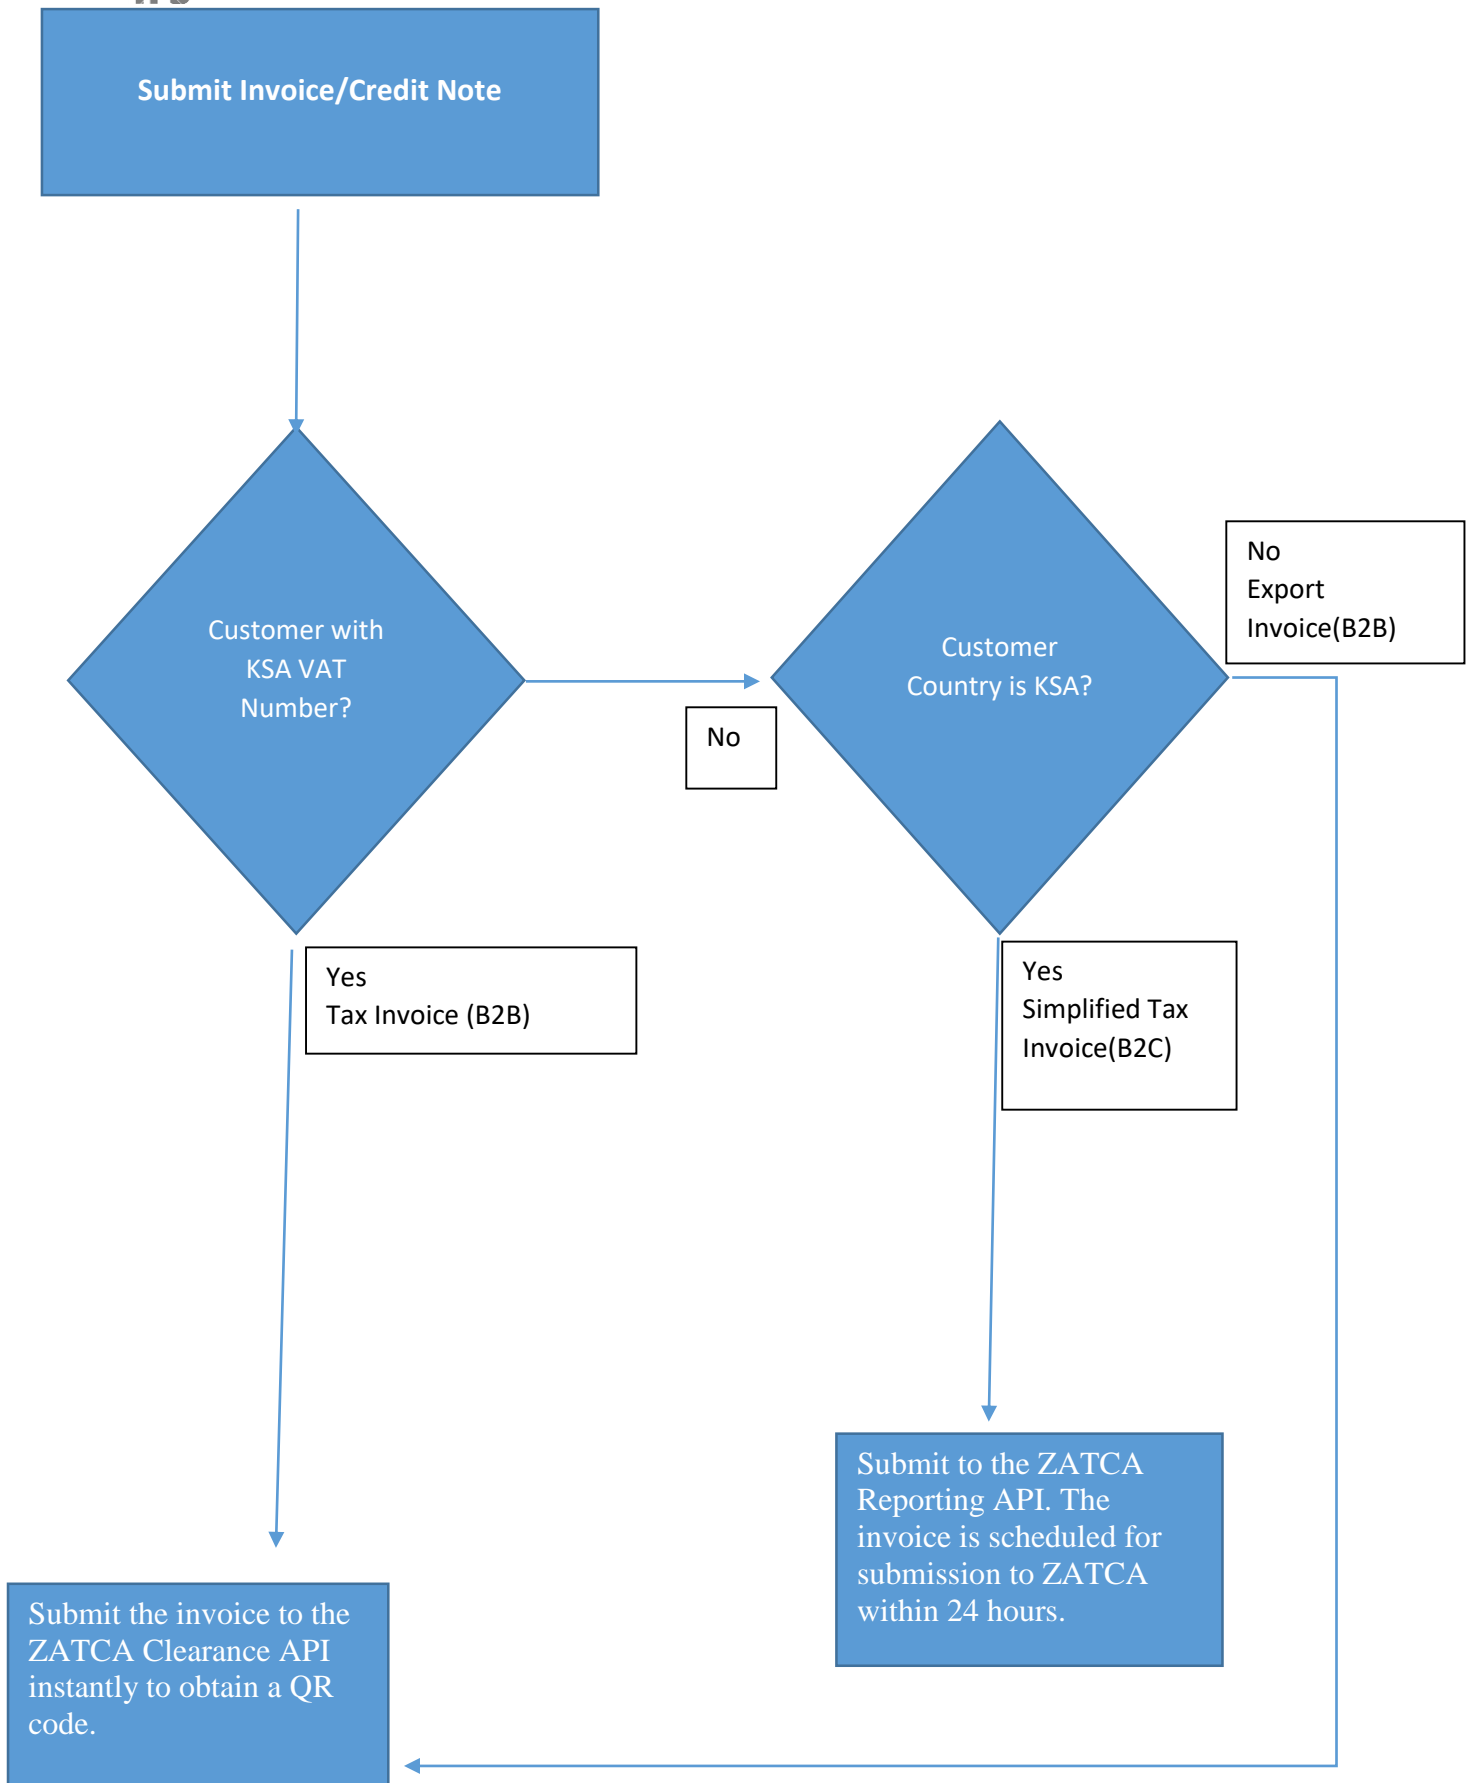 Submit Invoice/Credit Note
Customer with
KSA VAT
Number?
No
Customer
Country is KSA?
No
Export
Invoice(B2B)
Yes
Tax Invoice (B2B)
Yes
Simplified Tax
Invoice(B2C)
Submit to the ZATCA
Reporting API. The
invoice is scheduled for
submission to ZATCA
within 24 hours.
Submit the invoice to the
ZATCA Clearance API
instantly to obtain a QR
code.